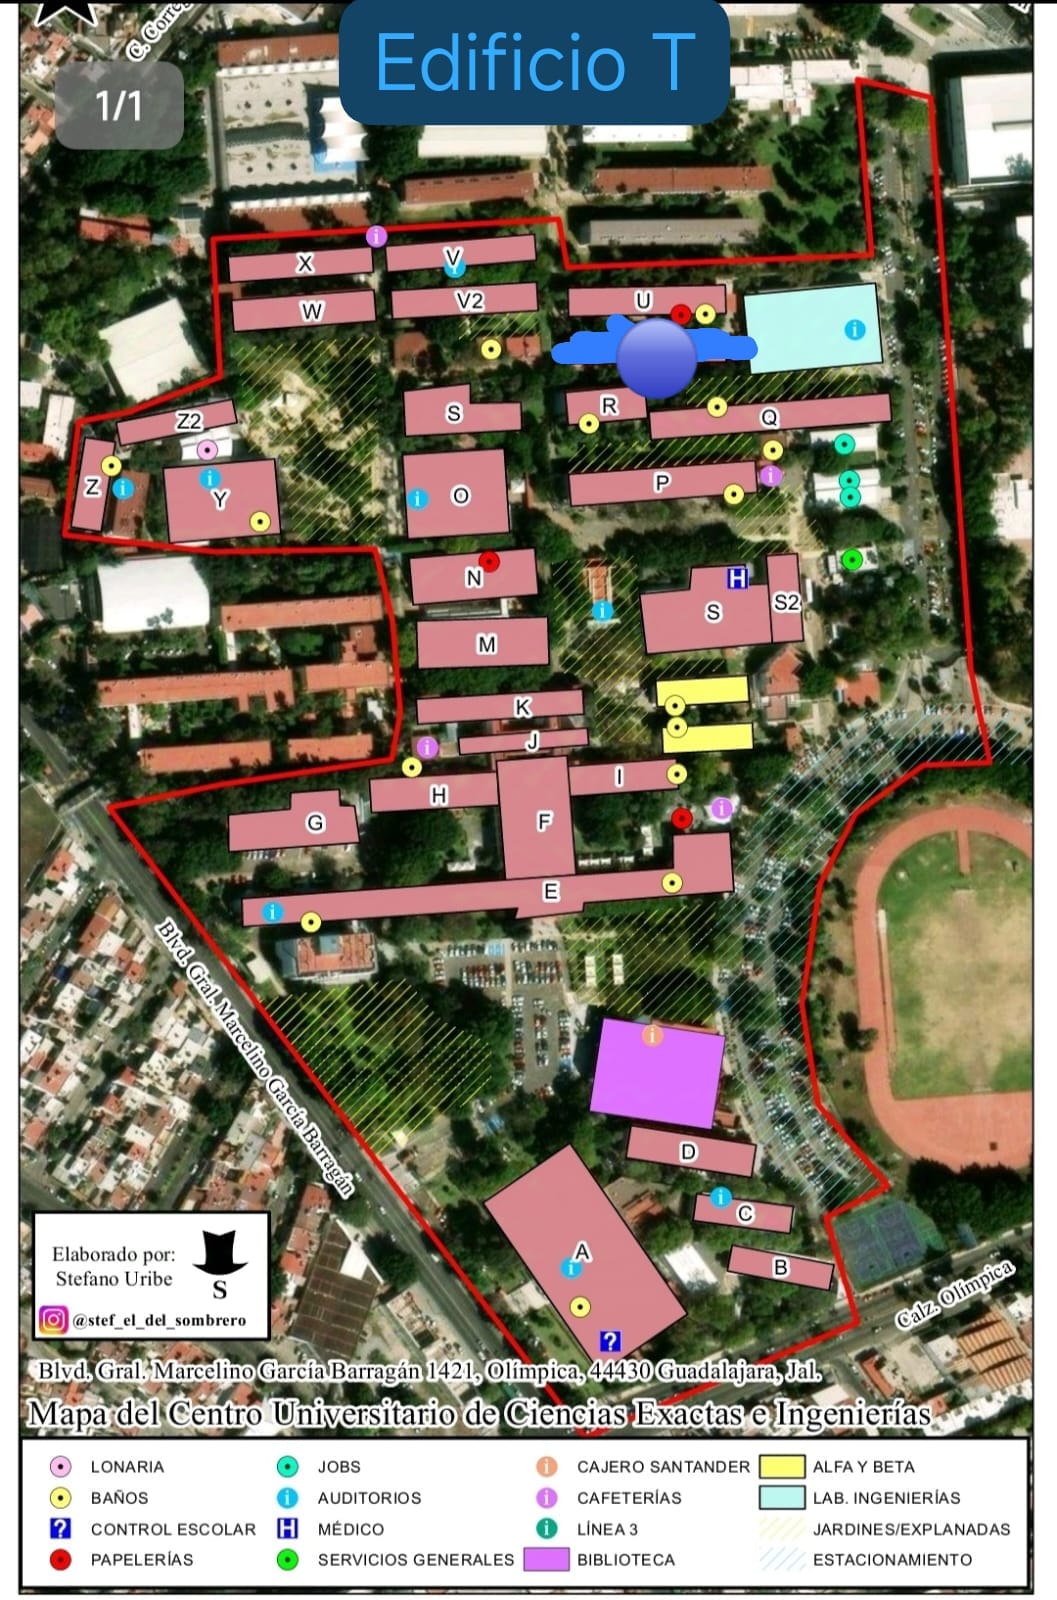 C. Correg
Edificio T
1/1
X
V
W
V2
U
Z2
S
R
Q
Z
Y
O
P
N
H
S
S2
M
K
J
H
I
G
F
E
D
C
A
B
?
Blvd. Gral. Marcelino García Barragán
Calz. Olímpica
Elaborado por:
Stefano Uribe
S
@stef_el_del_sombrero
Blvd. Gral. Marcelino García Barragán 1421, Olímpica, 44430 Guadalajara, Jal.
Mapa del Centro Universitario de Ciencias Exactas e Ingenierías
LONARIA
JOBS
CAJERO SANTANDER
ALFA Y BETA
BAÑOS
AUDITORIOS
CAFETERÍAS
LAB. INGENIERÍAS
? CONTROL ESCOLAR
H MÉDICO
LÍNEA 3
JARDINES/EXPLANADAS
PAPELERÍAS
SERVICIOS GENERALES
BIBLIOTECA
ESTACIONAMIENTO